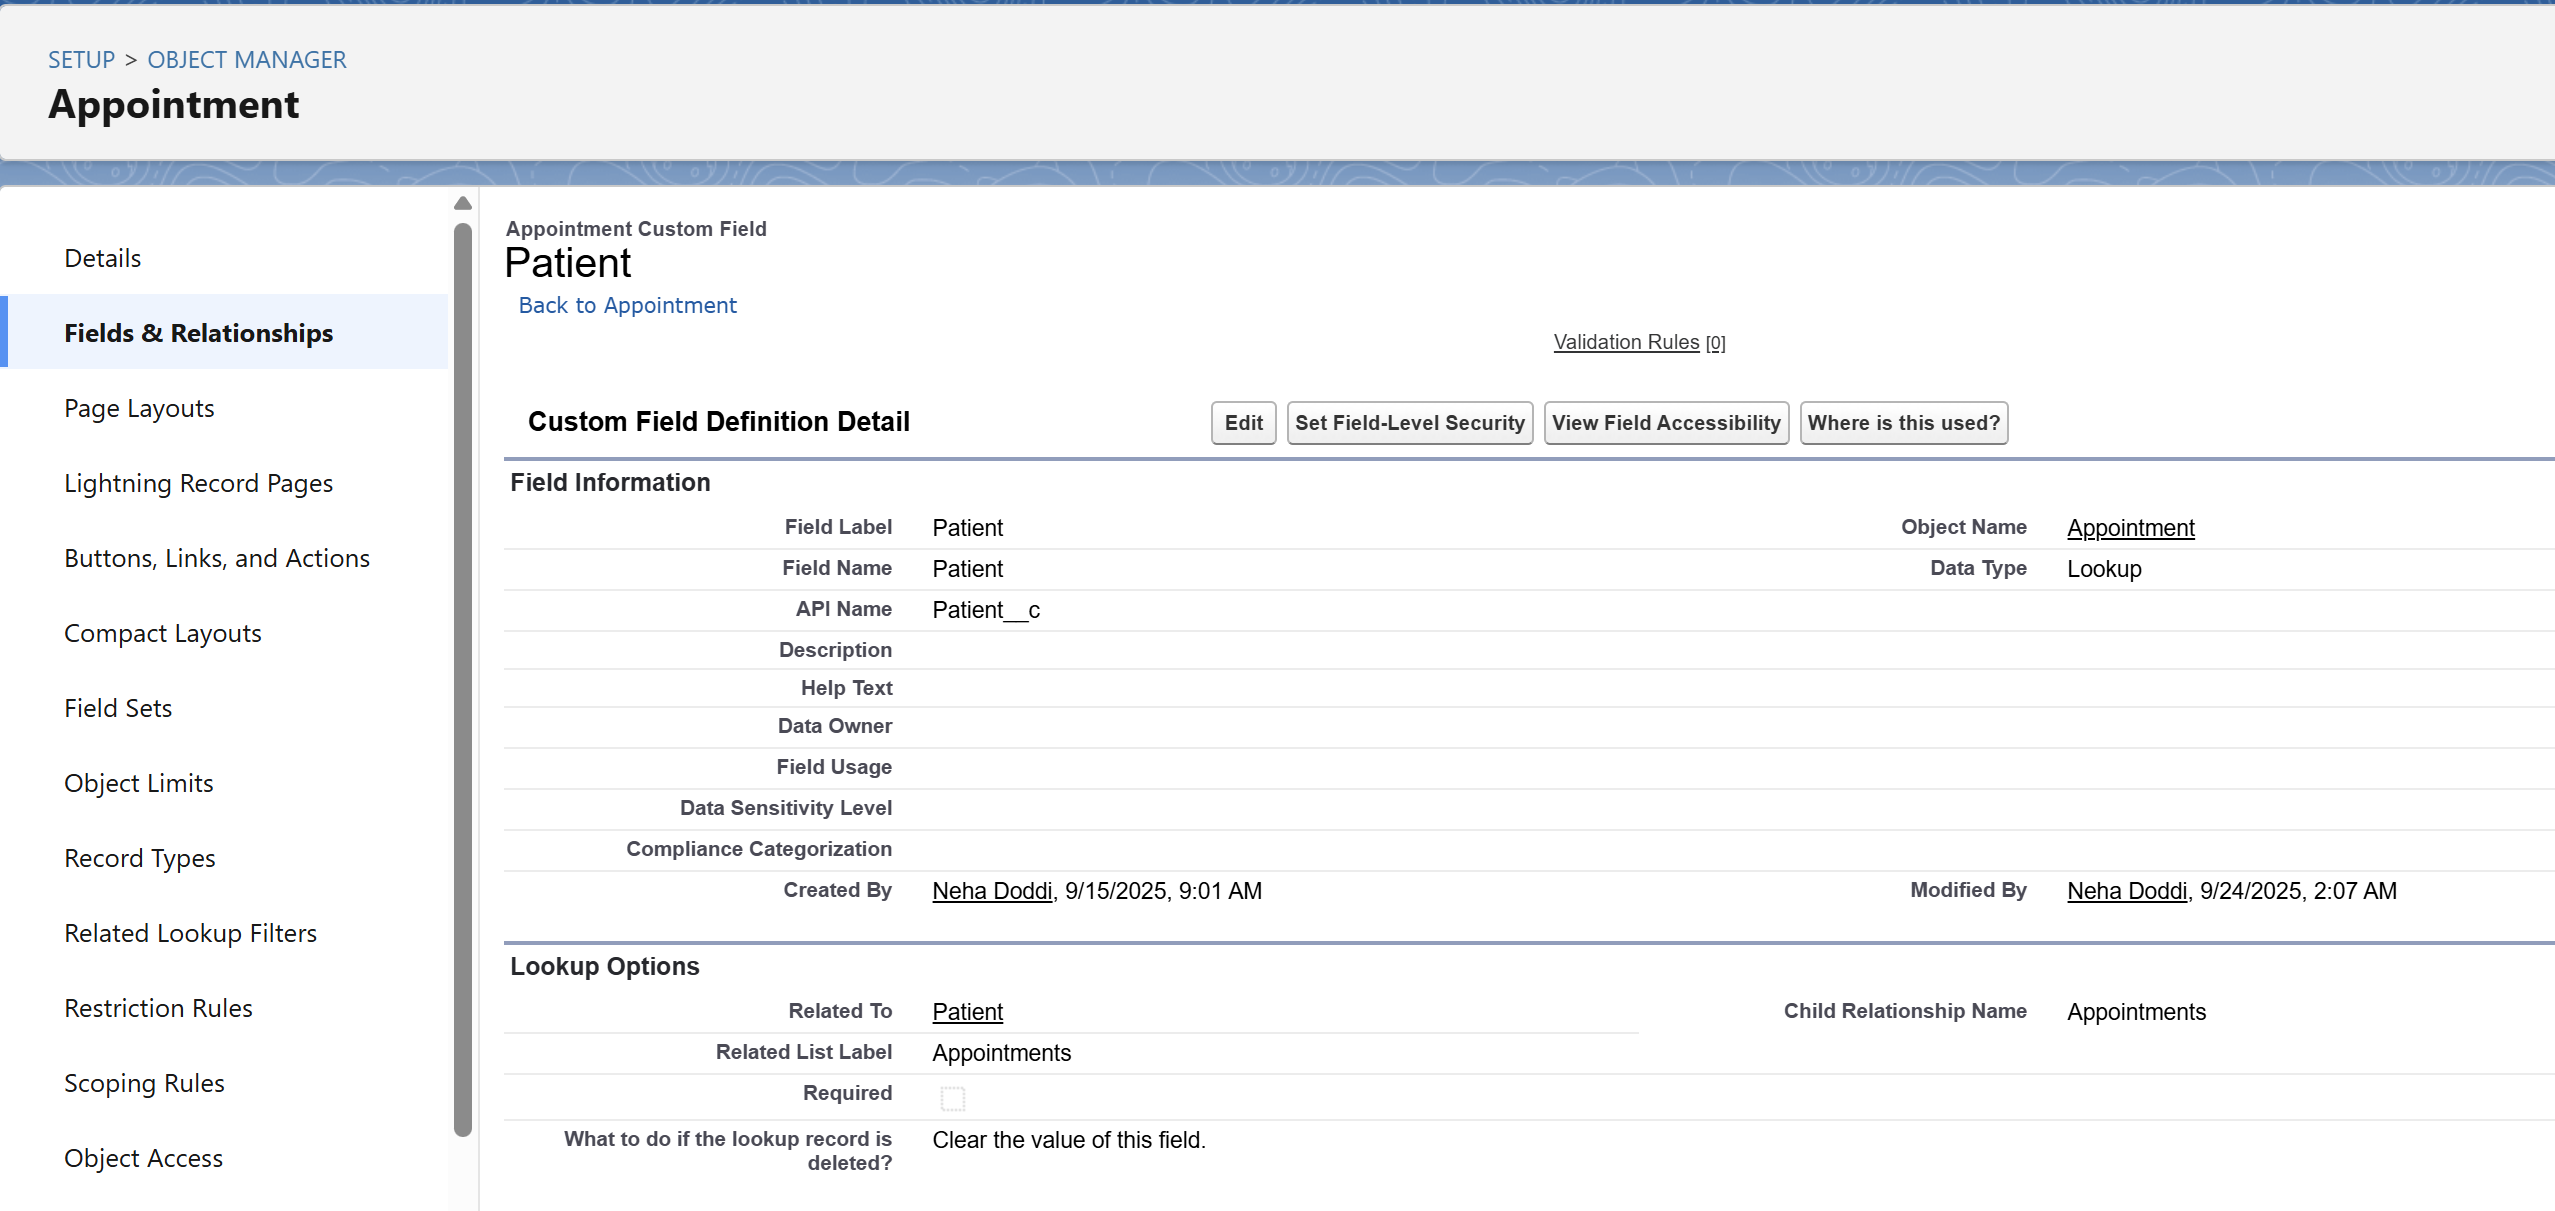 SETUP > OBJECT MANAGER
Appointment
Details
Fields & Relationships
Page Layouts
Lightning Record Pages
Buttons, Links, and Actions
Compact Layouts
Field Sets
Object Limits
Record Types
Related Lookup Filters
Restriction Rules
Scoping Rules
Object Access
Appointment Custom Field
Patient
Back to Appointment
Validation Rules [0]
Custom Field Definition Detail
Edit
Set Field-Level Security
View Field Accessibility
Where is this used?
Field Information
Field Label Patient Object Name Appointment
Field Name Patient Data Type Lookup
API Name Patient__c
Description
Help Text
Data Owner
Field Usage
Data Sensitivity Level
Compliance Categorization
Created By Neha Doddi, 9/15/2025, 9:01 AM Modified By Neha Doddi, 9/24/2025, 2:07 AM
Lookup Options
Related To Patient Child Relationship Name Appointments
Related List Label Appointments
Required
What to do if the lookup record is Clear the value of this field.
deleted?